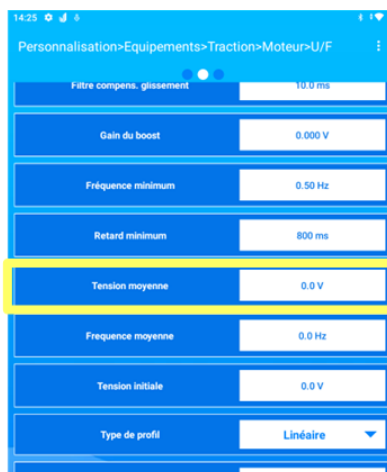 14:25
Personnalisation>Equipements>Traction>Moteur>U/F
Filtre compens. glissement 10.0 ms
Gain du boost 0.000 V
Fréquence minimum 0.50 Hz
Retard minimum 800 ms
Tension moyenne 0.0 V
Frequence moyenne 0.0 Hz
Tension initiale 0.0 V
Type de profil Linéaire